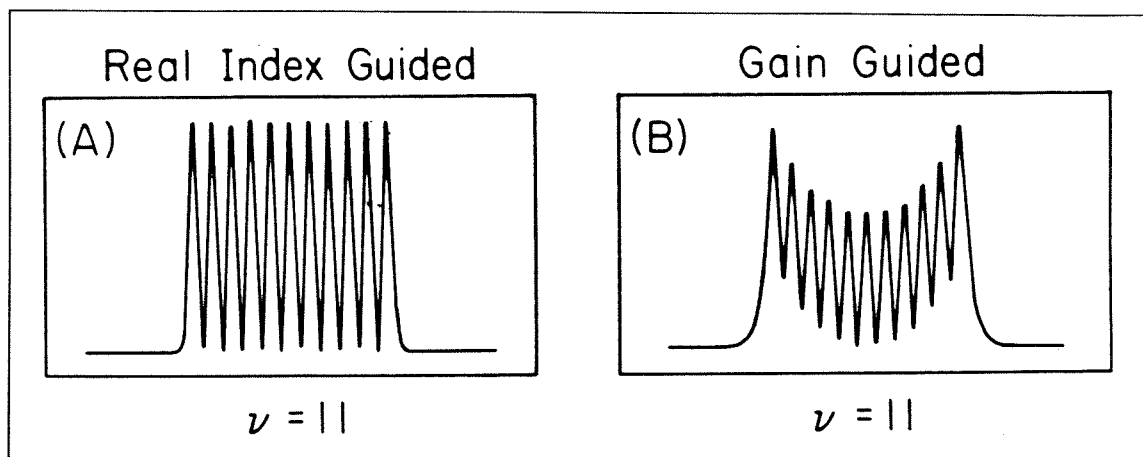 Real Index Guided
Gain Guided
(A)
(B)
ν = 11
ν = 11